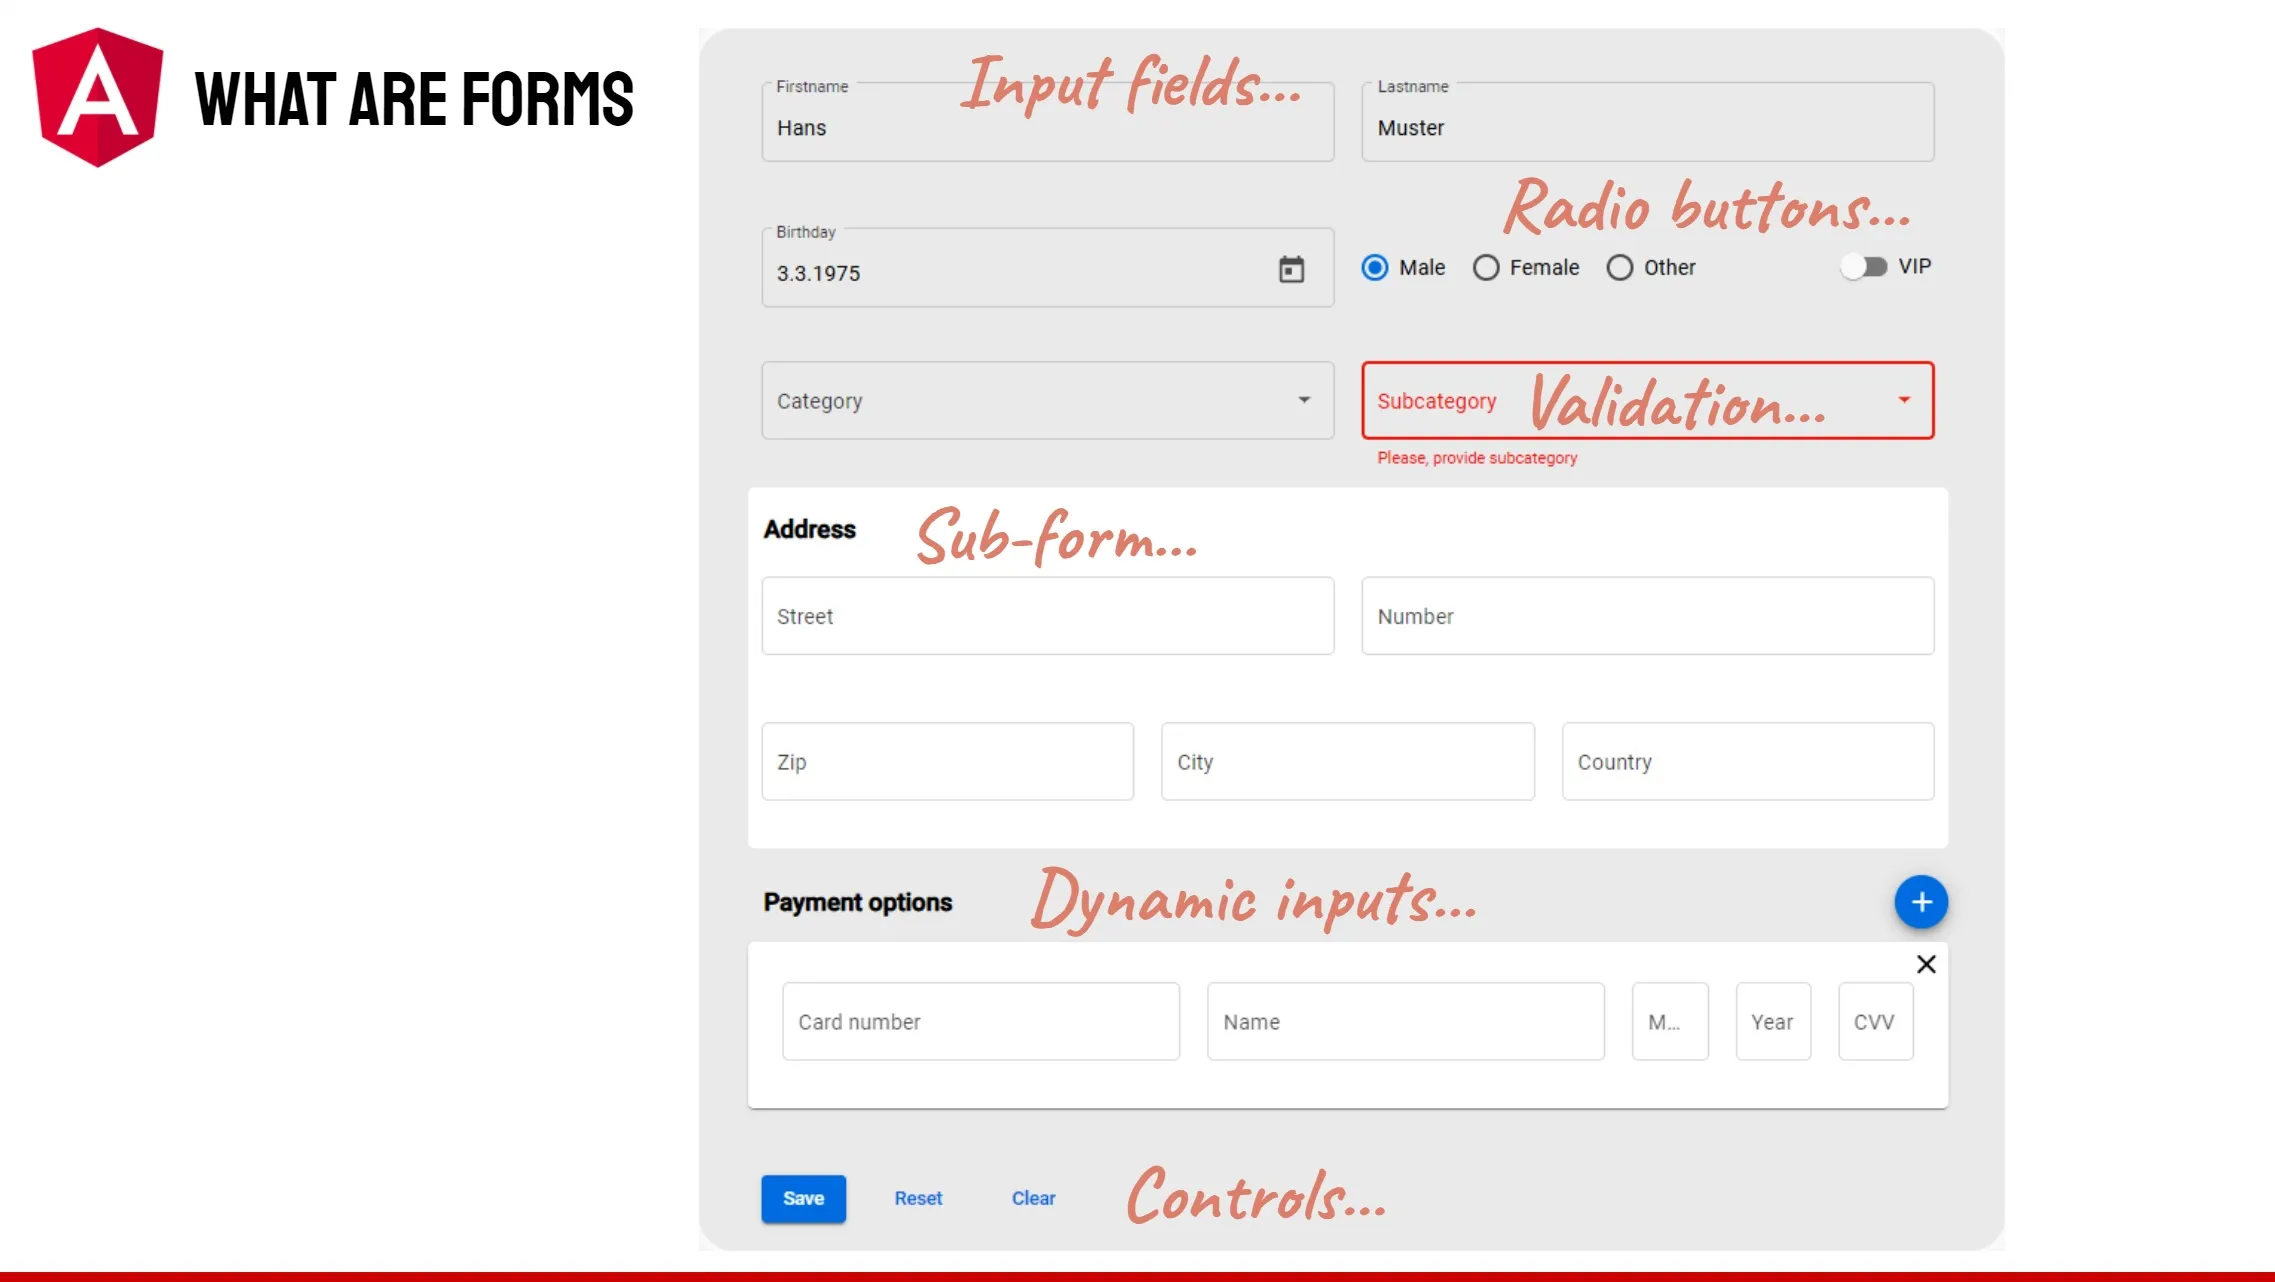 WHAT ARE FORMS
Input fields...
Firstname
Lastname
Hans
Muster
Radio buttons...
Birthday
3.3.1975
Male
Female
Other
VIP
Category
Subcategory
Validation...
Please, provide subcategory
Address
Sub-form...
Street
Number
Zip
City
Country
Payment options
Dynamic inputs...
Card number
Name
M...
Year
CVV
Save
Reset
Clear
Controls...